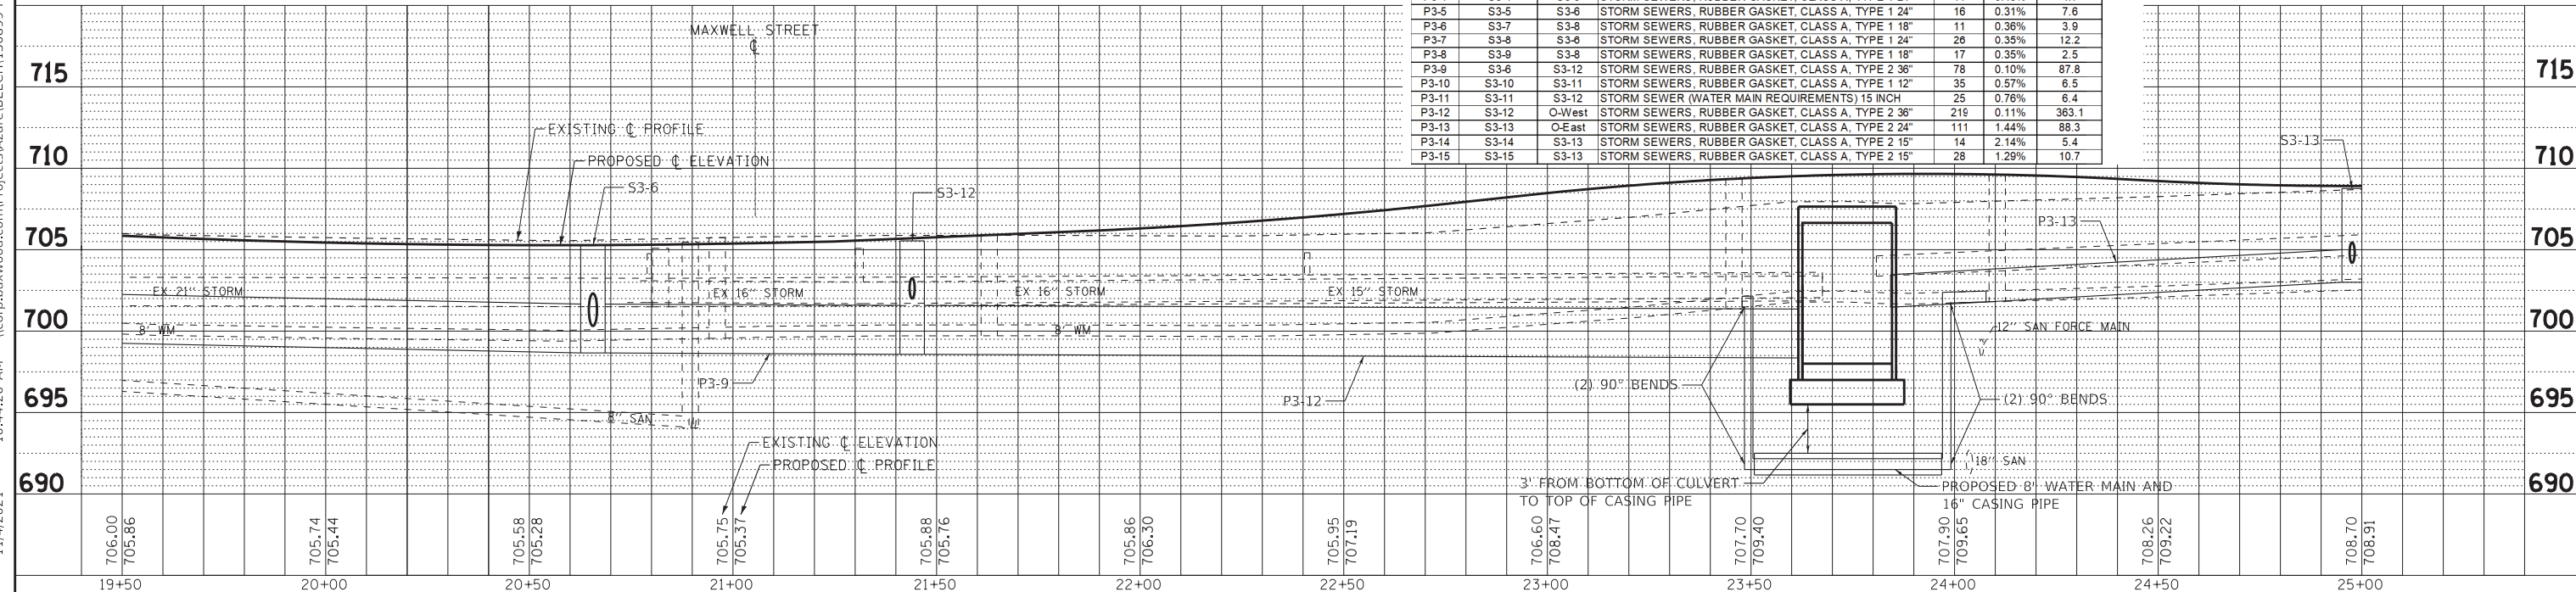 P3-5 S3-5 S3-6 STORM SEWERS, RUBBER GASKET, CLASS A, TYPE 1 24" 16 0.31% 7.6
P3-6 S3-7 S3-8 STORM SEWERS, RUBBER GASKET, CLASS A, TYPE 1 18" 11 0.36% 3.9
P3-7 S3-8 S3-6 STORM SEWERS, RUBBER GASKET, CLASS A, TYPE 1 24" 26 0.35% 12.2
P3-8 S3-9 S3-8 STORM SEWERS, RUBBER GASKET, CLASS A, TYPE 1 18" 17 0.35% 2.5
P3-9 S3-6 S3-12 STORM SEWERS, RUBBER GASKET, CLASS A, TYPE 2 36" 78 0.10% 87.8
P3-10 S3-10 S3-11 STORM SEWERS, RUBBER GASKET, CLASS A, TYPE 1 12" 35 0.57% 6.5
P3-11 S3-11 S3-12 STORM SEWER (WATER MAIN REQUIREMENTS) 15 INCH 25 0.76% 6.4
P3-12 S3-12 O-West STORM SEWERS, RUBBER GASKET, CLASS A, TYPE 2 36" 219 0.11% 363.1
P3-13 S3-13 O-East STORM SEWERS, RUBBER GASKET, CLASS A, TYPE 2 24" 111 1.44% 88.3
P3-14 S3-14 S3-13 STORM SEWERS, RUBBER GASKET, CLASS A, TYPE 2 15" 14 2.14% 5.4
P3-15 S3-15 S3-13 STORM SEWERS, RUBBER GASKET, CLASS A, TYPE 2 15" 28 1.29% 10.7
MAXWELL STREET
℄
715 715
EXISTING ℄ PROFILE
710 710
PROPOSED ℄ ELEVATION
S3-13
S3-6
S3-12
P3-13
705 705
EX 21" STORM
EX 16" STORM
EX 16" STORM
EX 15" STORM
700 700
8" WM
8" WM
12" SAN FORCE MAIN
P3-9
(2) 90° BENDS
P3-12
(2) 90° BENDS
695 695
8" SAN
EXISTING ℄ ELEVATION
PROPOSED ℄ PROFILE
18" SAN
690 690
3' FROM BOTTOM OF CULVERT
TO TOP OF CASING PIPE
PROPOSED 8" WATER MAIN AND
16" CASING PIPE
706.00 705.74 705.58 705.75 705.88 705.86 705.95 706.60 707.70 707.90 708.26 708.70
705.86 705.44 705.28 705.37 705.76 706.30 707.19 708.47 709.40 709.65 709.22 708.91
19+50 20+00 20+50 21+00 21+50 22+00 22+50 23+00 23+50 24+00 24+50 25+00